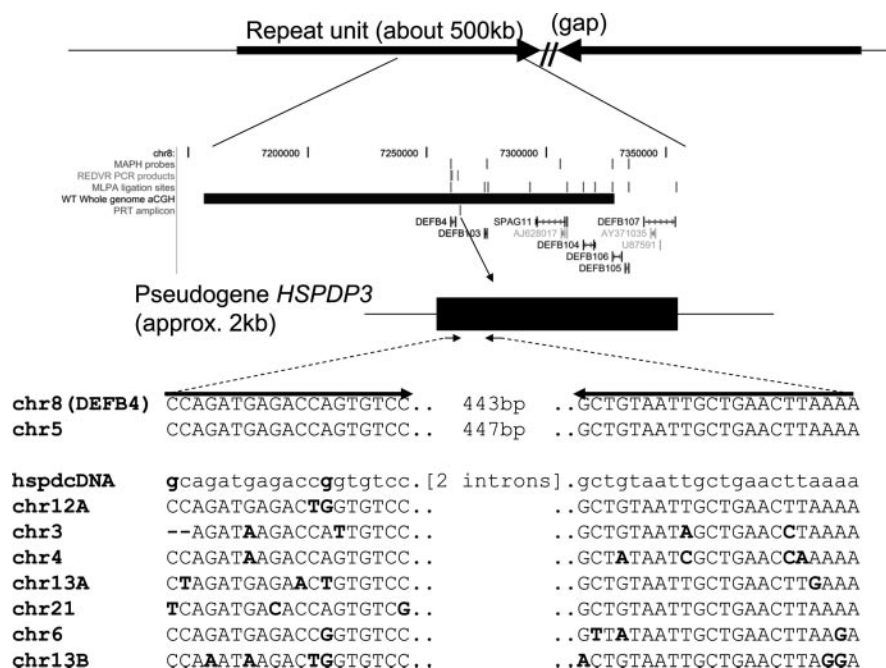 Repeat unit (about 500kb) (gap)
chr8: 7200000 7250000 7300000 7350000
MAPH probes
REDVR PCR products
MLPA ligation sites
WT Whole genome aCGH
PRT amplicon
DEFB4 SPAG11 DEFB107
DEFB103 AJ628017 AY371035
DEFB104 U87591
DEFB106
DEFB105
Pseudogene HSPDP3
(approx. 2kb)
chr8(DEFB4) CCAGATGAGACCAGTGTCC.. 443bp ..GCTGTAATTGCTGAACTTAAAA
chr5 CCAGATGAGACCAGTGTCC.. 447bp ..GCTGTAATTGCTGAACTTAAAA
hspdcDNA gcagatgagaccggtgtcc.[2 introns].gctgtaattgctgaacttaaaa
chr12A CCAGATGAGACTGGTGTCC.. ..GCTGTAATTGCTGAACTTAAAA
chr3 --AGATAAGACCATTGTCC.. ..GCTGTAATAGCTGAACCTAAAA
chr4 CCAGATAAGACCAGTGTCC.. ..GCTATAATCGCTGAACCAAAAA
chr13A CTAGATGAGAACTGTGTCC.. ..GCTGTAATTGCTGAACTTGAAA
chr21 TCAGATGACACCAGTGTCG.. ..GCTGTAATTGCTGAACTTAAAA
chr6 CCAGATGAGACCGGTGTCC.. ..GTTATAATTGCTGAACTTAAGA
chr13B CCAAATAAGACTGGTGTCC.. ..ACTGTAATTGCTGAACTTAGGA